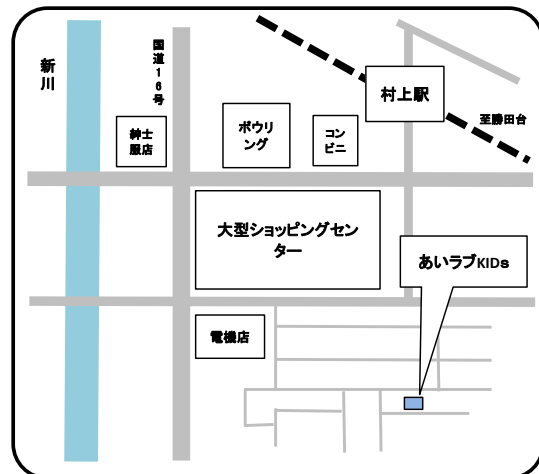 新川
国道16号
村上駅
至勝田台
紳士
服店
ボウリ
ング
コン
ビニ
大型ショッピングセン
ター
あいラブKIDs
電機店